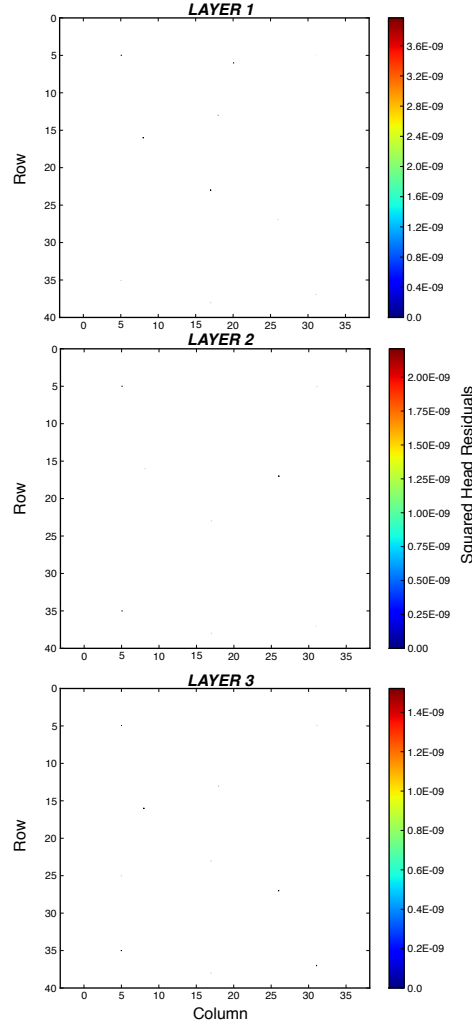 LAYER 1
0
5
10
15
20
25
30
35
40
Row
0 5 10 15 20 25 30 35
3.6E-09
3.2E-09
2.8E-09
2.4E-09
2.0E-09
1.6E-09
1.2E-09
0.8E-09
0.4E-09
0.0
LAYER 2
0
5
10
15
20
25
30
35
40
Row
0 5 10 15 20 25 30 35
2.00E-09
1.75E-09
1.50E-09
1.25E-09
1.00E-09
0.75E-09
0.50E-09
0.25E-09
0.00
Squared Head Residuals
LAYER 3
0
5
10
15
20
25
30
35
40
Row
0 5 10 15 20 25 30 35
Column
1.4E-09
1.2E-09
1.0E-09
0.8E-09
0.6E-09
0.4E-09
0.2E-09
0.0